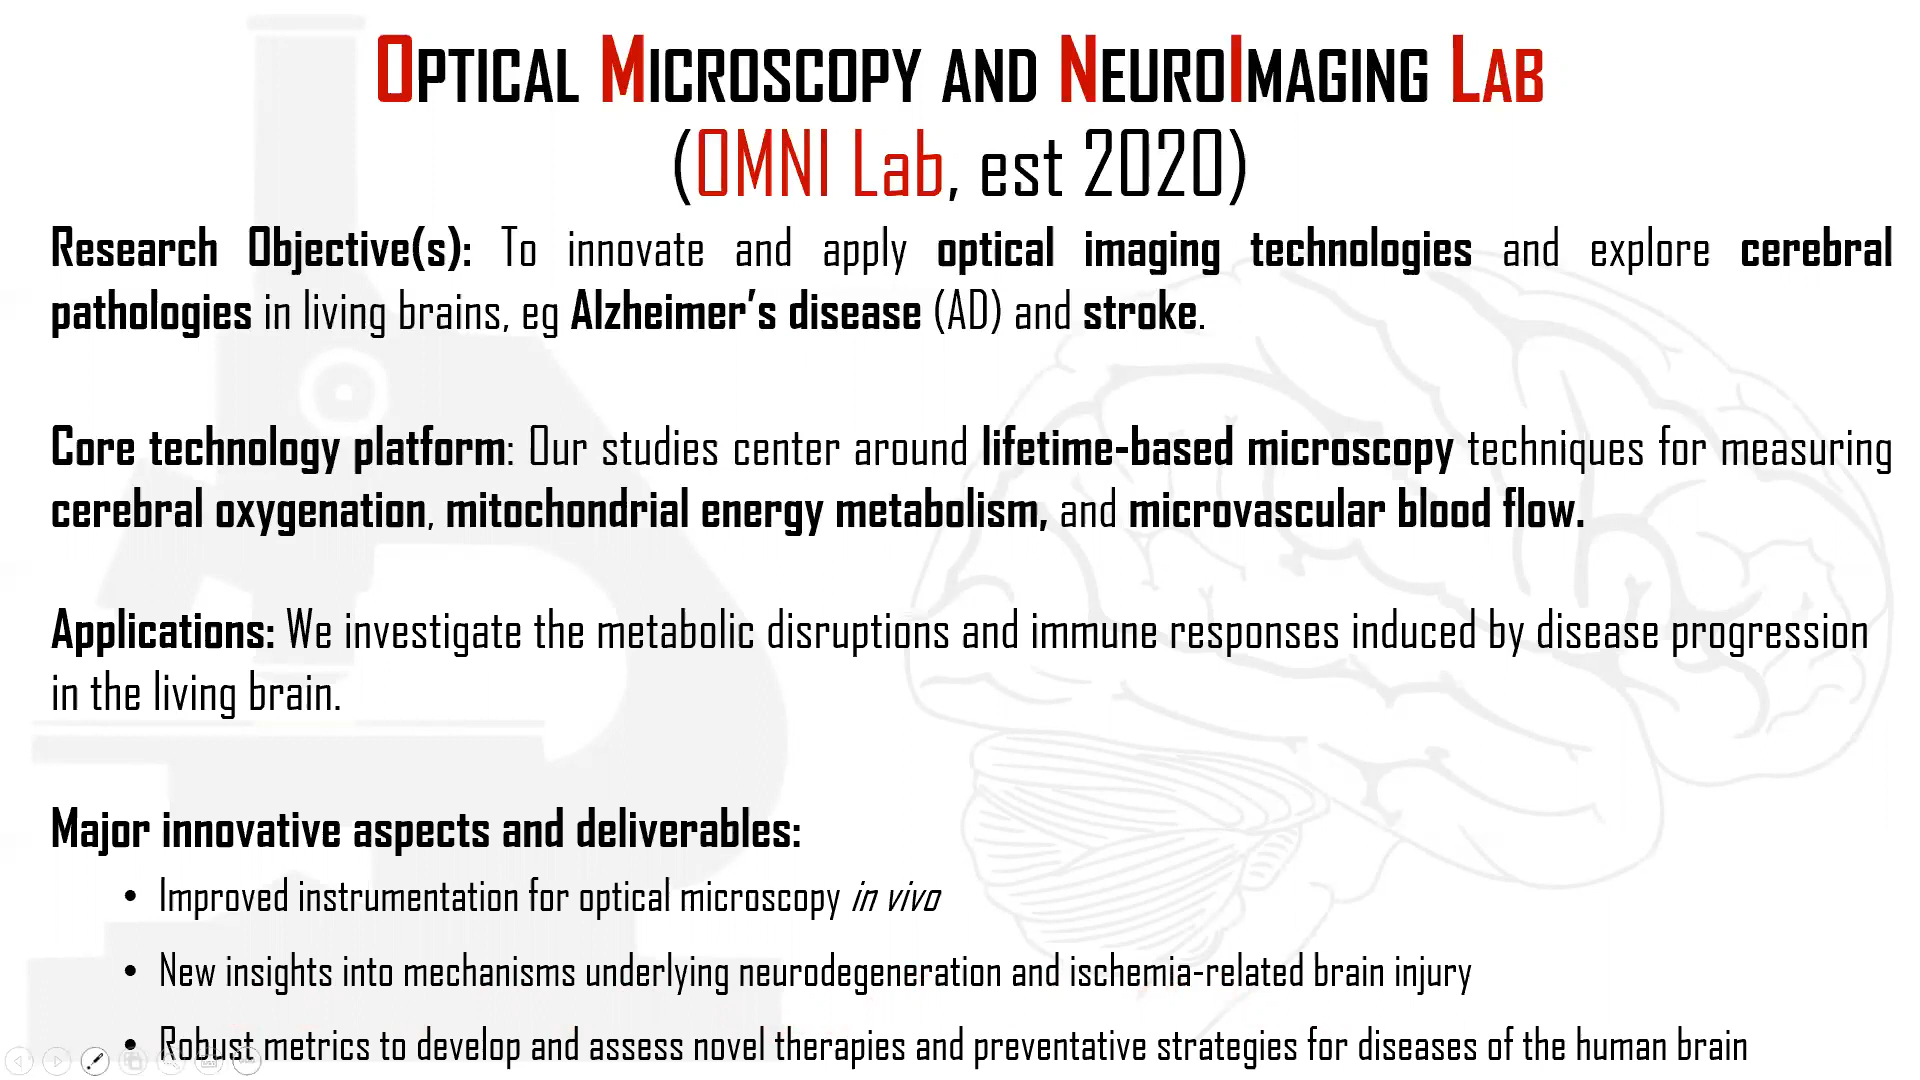 OPTICAL MICROSCOPY AND NEUROIMAGING LAB
(OMNI Lab, est 2020)
Research Objective(s): To innovate and apply optical imaging technologies and explore cerebral
pathologies in living brains, eg Alzheimer's disease (AD) and stroke.
Core technology platform: Our studies center around lifetime-based microscopy techniques for measuring
cerebral oxygenation, mitochondrial energy metabolism, and microvascular blood flow.
Applications: We investigate the metabolic disruptions and immune responses induced by disease progression
in the living brain.
Major innovative aspects and deliverables:
• Improved instrumentation for optical microscopy in vivo
• New insights into mechanisms underlying neurodegeneration and ischemia-related brain injury
• Robust metrics to develop and assess novel therapies and preventative strategies for diseases of the human brain